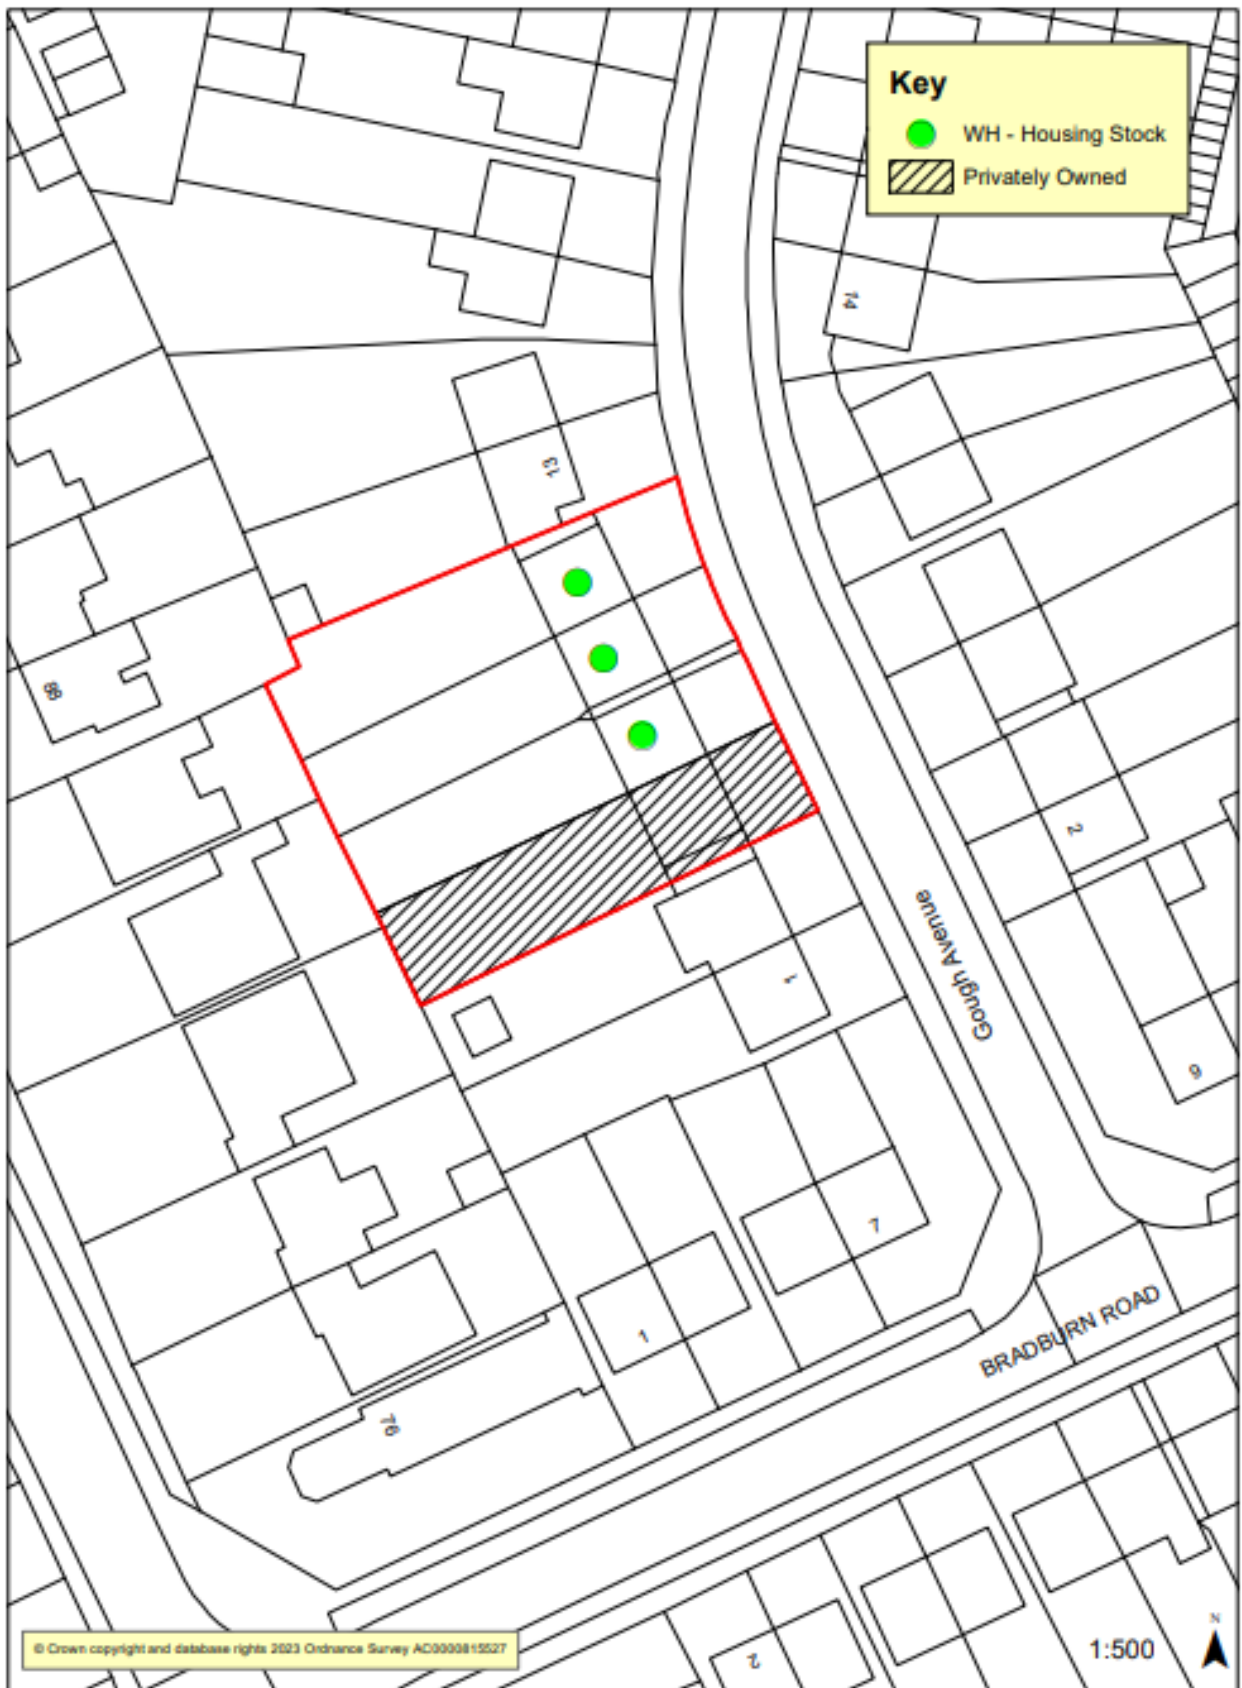 Key
WH - Housing Stock
Privately Owned
14
13
88
2
Gough Avenue
1
9
7
1
BRADBURN ROAD
76
© Crown copyright and database rights 2023 Ordnance Survey AC0000815527
2
1:500
N